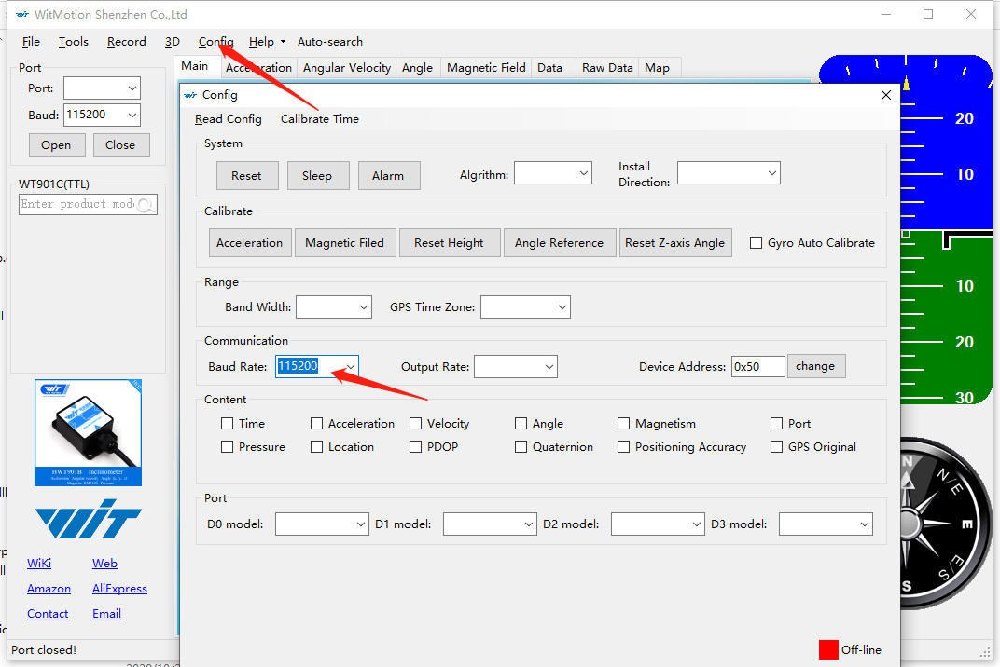 WitMotion Shenzhen Co.,Ltd
File Tools Record 3D Config Help Auto-search
Port
Port:
Baud: 115200
Open Close
WT901C(TTL)
Enter product mod
Main Acceleration Angular Velocity Angle Magnetic Field Data Raw Data Map
Config
Read Config Calibrate Time
System
Reset Sleep Alarm Algrithm: Install Direction:
Calibrate
Acceleration Magnetic Filed Reset Height Angle Reference Reset Z-axis Angle Gyro Auto Calibrate
Range
Band Width: GPS Time Zone:
Communication
Baud Rate: 115200 Output Rate: Device Address: 0x50 change
Content
Time Acceleration Velocity Angle Magnetism Port
Pressure Location PDOP Quaternion Positioning Accuracy GPS Original
Port
D0 model: D1 model: D2 model: D3 model:
Off-line
20
10
10
20
30
N
N/E
E
E/S
S
WIT
HWT901B Inclinometer
WIT
WiKi Web
Amazon AliExpress
Contact Email
Port closed!